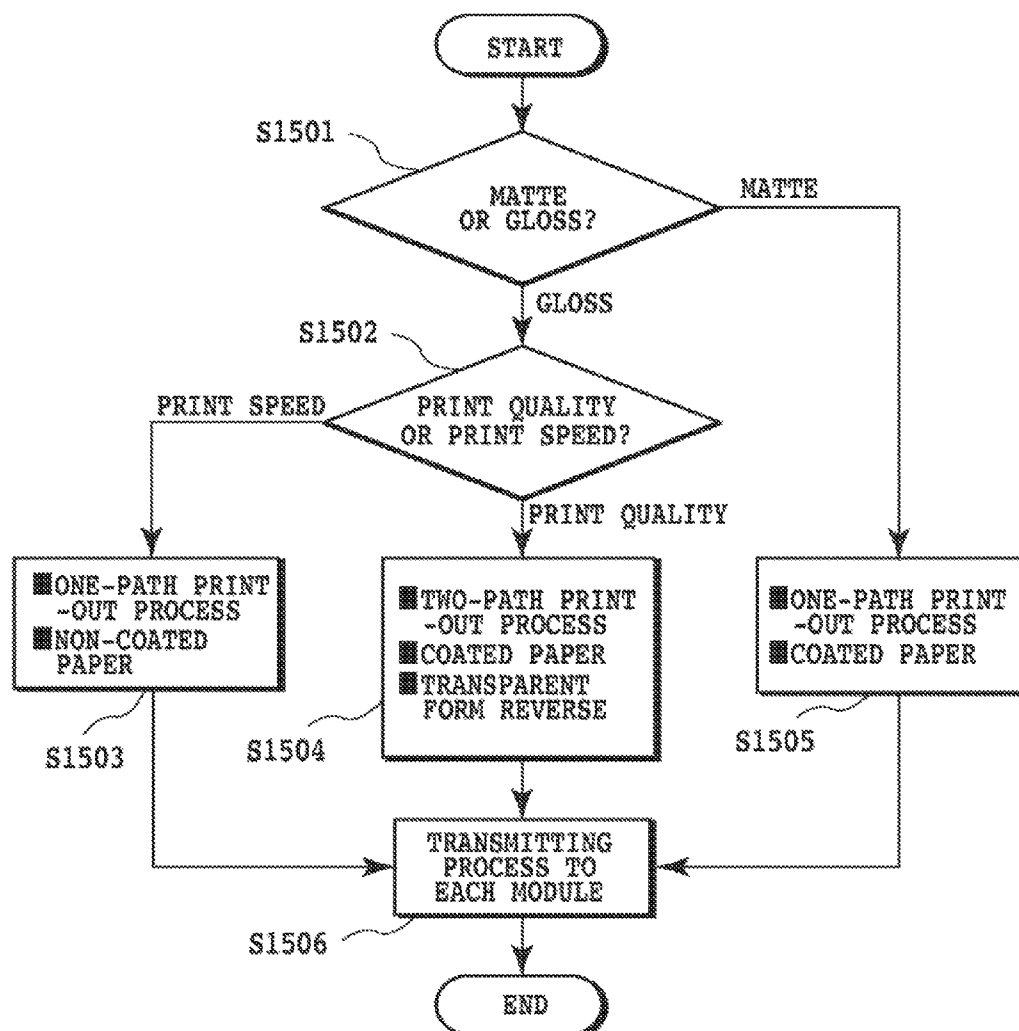 START
S1501
MATTE
OR GLOSS?
MATTE
GLOSS
S1502
PRINT SPEED
PRINT QUALITY
OR PRINT SPEED?
PRINT QUALITY
■ONE-PATH PRINT
-OUT PROCESS
■NON-COATED
PAPER
S1503
■TWO-PATH PRINT
-OUT PROCESS
■COATED PAPER
■TRANSPARENT
FORM REVERSE
S1504
■ONE-PATH PRINT
-OUT PROCESS
■COATED PAPER
S1505
TRANSMITTING
PROCESS TO
EACH MODULE
S1506
END